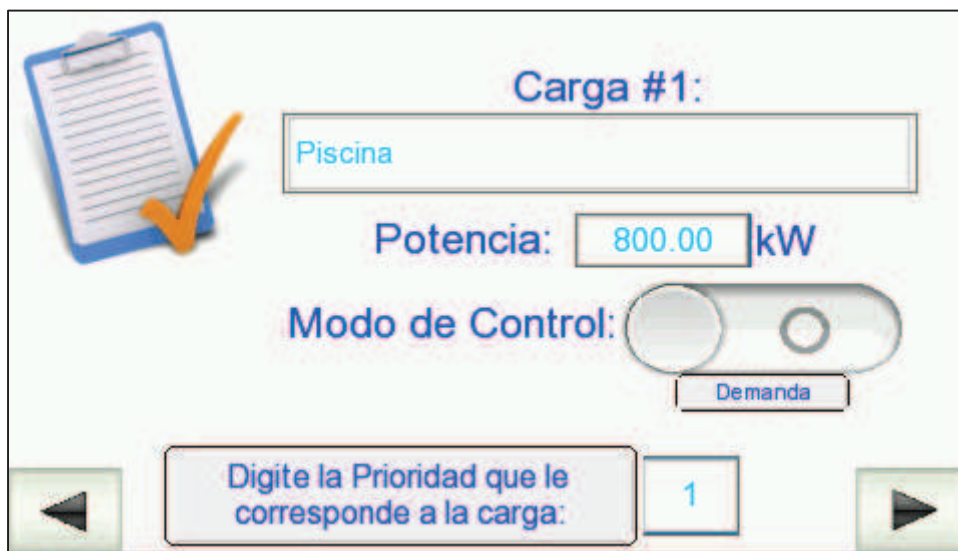 Carga #1:
Piscina
Potencia: 800.00 kW
Modo de Control:
Demanda
Digite la Prioridad que le
corresponde a la carga: 1